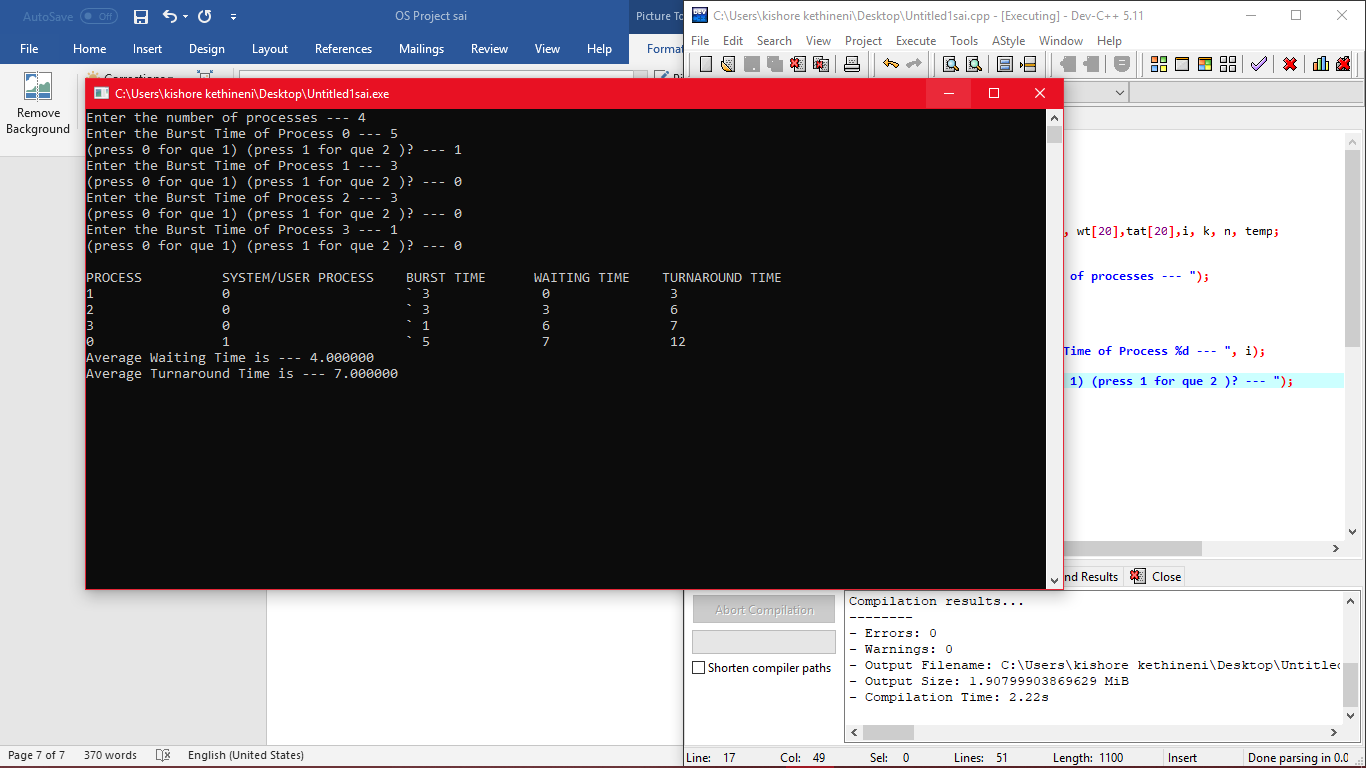 AutoSave Off OS Project sai Picture To
File Home Insert Design Layout References Mailings Review View Help Format
Remove
Background
C:\Users\kishore kethineni\Desktop\Untitled1sai.cpp - [Executing] - Dev-C++ 5.11
File Edit Search View Project Execute Tools AStyle Window Help
C:\Users\kishore kethineni\Desktop\Untitled1sai.exe
Enter the number of processes --- 4
Enter the Burst Time of Process 0 --- 5
(press 0 for que 1) (press 1 for que 2 )? --- 1
Enter the Burst Time of Process 1 --- 3
(press 0 for que 1) (press 1 for que 2 )? --- 0
Enter the Burst Time of Process 2 --- 3
(press 0 for que 1) (press 1 for que 2 )? --- 0
Enter the Burst Time of Process 3 --- 1
(press 0 for que 1) (press 1 for que 2 )? --- 0
PROCESS SYSTEM/USER PROCESS BURST TIME WAITING TIME TURNAROUND TIME
1 0 ` 3 0 3
2 0 ` 3 3 6
3 0 ` 1 6 7
0 1 ` 5 7 12
Average Waiting Time is --- 4.000000
Average Turnaround Time is --- 7.000000
, wt[20],tat[20],i, k, n, temp;
of processes --- ");
Time of Process %d --- ", i);
1) (press 1 for que 2 )? --- ");
nd Results Close
Abort Compilation
Shorten compiler paths
Compilation results...
--------
- Errors: 0
- Warnings: 0
- Output Filename: C:\Users\kishore kethineni\Desktop\Untitled
- Output Size: 1.90799903869629 MiB
- Compilation Time: 2.22s
Page 7 of 7 370 words English (United States)
Line: 17 Col: 49 Sel: 0 Lines: 51 Length: 1100 Insert Done parsing in 0.0